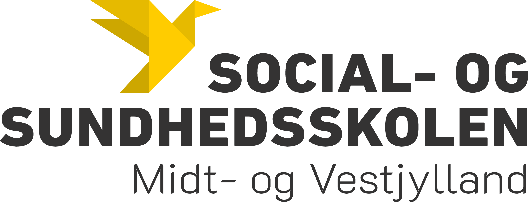 SOCIAL- OG
SUNDHEDSSKOLEN
Midt- og Vestjylland